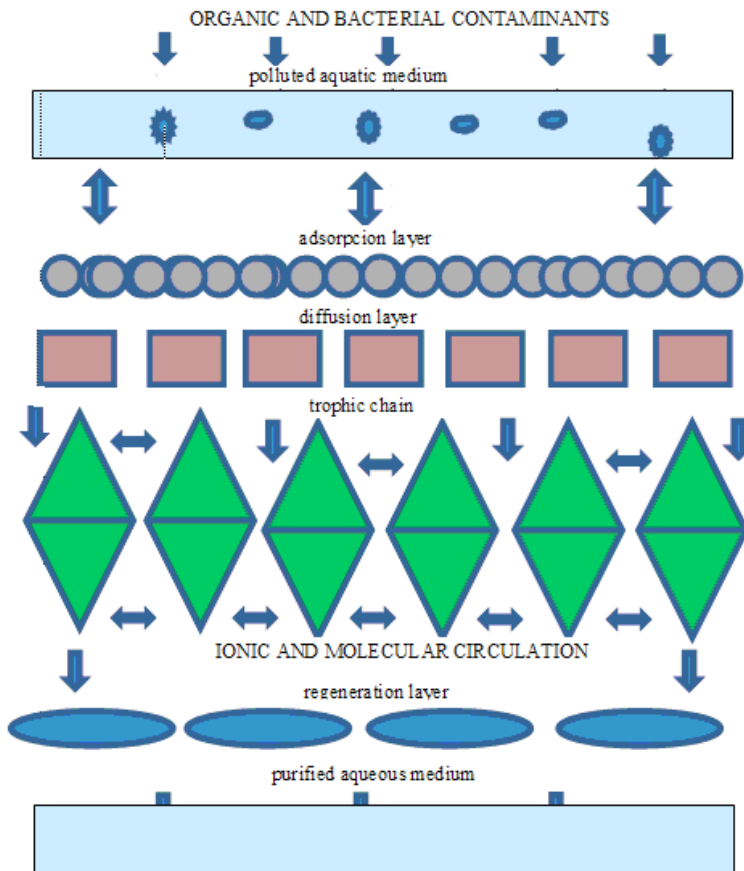 ORGANIC AND BACTERIAL CONTAMINANTS
polluted aquatic medium
adsorpcion layer
diffusion layer
trophic chain
IONIC AND MOLECULAR CIRCULATION
regeneration layer
purified aqueous medium